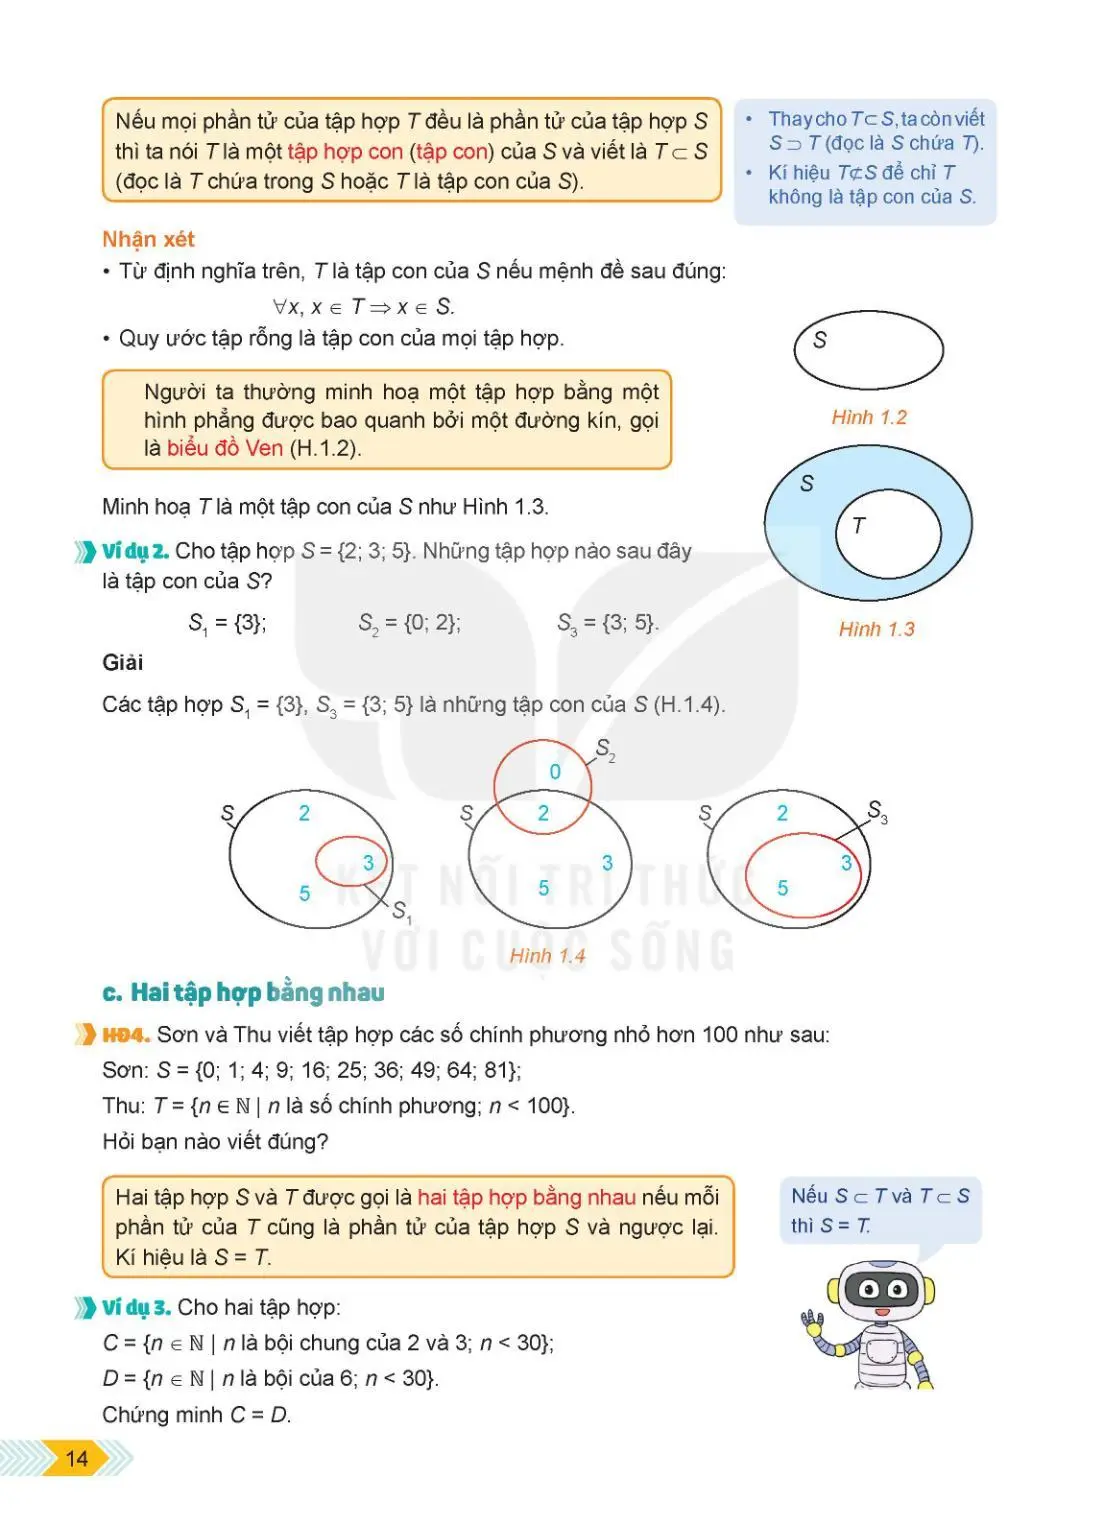 Nếu mọi phần tử của tập hợp T đều là phần tử của tập hợp S
thì ta nói T là một tập hợp con (tập con) của S và viết là T ⊂ S
(đọc là T chứa trong S hoặc T là tập con của S).
• Thay cho T ⊂ S, ta còn viết
S ⊃ T (đọc là S chứa T).
• Kí hiệu T ⊄ S để chỉ T
không là tập con của S.
Nhận xét
• Từ định nghĩa trên, T là tập con của S nếu mệnh đề sau đúng:
∀x, x ∈ T ⇒ x ∈ S.
• Quy ước tập rỗng là tập con của mọi tập hợp.
S
Hình 1.2
Người ta thường minh hoạ một tập hợp bằng một
hình phẳng được bao quanh bởi một đường kín, gọi
là biểu đồ Ven (H.1.2).
S
T
Hình 1.3
Minh hoạ T là một tập con của S như Hình 1.3.
Ví dụ 2. Cho tập hợp S = {2; 3; 5}. Những tập hợp nào sau đây
là tập con của S?
S₁ = {3}; S₂ = {0; 2}; S₃ = {3; 5}.
Giải
Các tập hợp S₁ = {3}, S₃ = {3; 5} là những tập con của S (H.1.4).
S 2 3 5 S₁
S₂ 0 S 2 3 5
S 2 S₃ 3 5
KẾT NỐI TRI THỨC
VỚI CUỘC SỐNG
Hình 1.4
c. Hai tập hợp bằng nhau
HĐ4. Sơn và Thu viết tập hợp các số chính phương nhỏ hơn 100 như sau:
Sơn: S = {0; 1; 4; 9; 16; 25; 36; 49; 64; 81};
Thu: T = {n ∈ ℕ | n là số chính phương; n < 100}.
Hỏi bạn nào viết đúng?
Hai tập hợp S và T được gọi là hai tập hợp bằng nhau nếu mỗi
phần tử của T cũng là phần tử của tập hợp S và ngược lại.
Kí hiệu là S = T.
Nếu S ⊂ T và T ⊂ S
thì S = T.
Ví dụ 3. Cho hai tập hợp:
C = {n ∈ ℕ | n là bội chung của 2 và 3; n < 30};
D = {n ∈ ℕ | n là bội của 6; n < 30}.
Chứng minh C = D.
14